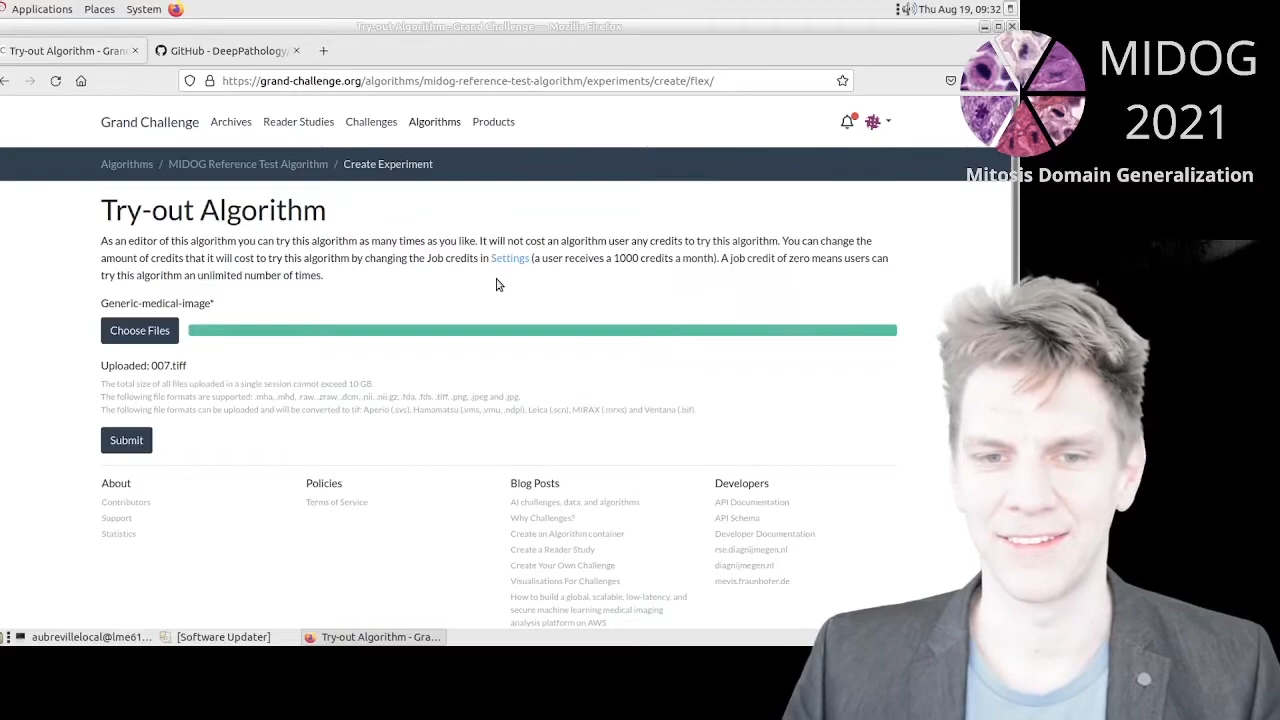 Applications Places System Thu Aug 19, 09:32
Try-out Algorithm - Grand Challenge — Mozilla Firefox
Try-out Algorithm - Granc
GitHub - DeepPathology/
https://grand-challenge.org/algorithms/midog-reference-test-algorithm/experiments/create/flex/
MIDOG
2021
Mitosis Domain Generalization
Grand Challenge Archives Reader Studies Challenges Algorithms Products
Algorithms / MIDOG Reference Test Algorithm / Create Experiment
Try-out Algorithm
As an editor of this algorithm you can try this algorithm as many times as you like. It will not cost an algorithm user any credits to try this algorithm. You can change the
amount of credits that it will cost to try this algorithm by changing the Job credits in Settings (a user receives a 1000 credits a month). A job credit of zero means users can
try this algorithm an unlimited number of times.
Generic-medical-image*
Choose Files
Uploaded: 007.tiff
The total size of all files uploaded in a single session cannot exceed 10 GB.
The following file formats are supported: .mha, .mhd, .raw, .zraw, .dcm, .nii, .nii.gz, .fda, .fds, .tiff, .png, .jpeg and .jpg.
The following file formats can be uploaded and will be converted to tif: Aperio (.svs), Hamamatsu (.vms, .vmu, .ndpi), Leica (.scn), MIRAX (.mrxs) and Ventana (.bif).
Submit
About
Contributors
Support
Statistics
Policies
Terms of Service
Blog Posts
AI challenges, data, and algorithms
Why Challenges?
Create an Algorithm container
Create a Reader Study
Create Your Own Challenge
Visualisations For Challenges
How to build a global, scalable, low-latency, and
secure machine learning medical imaging
analysis platform on AWS
Developers
API Documentation
API Schema
Developer Documentation
rse.diagnijmegen.nl
diagnijmegen.nl
mevis.fraunhofer.de
aubrevillelocal@lme61...
[Software Updater]
Try-out Algorithm - Gra...